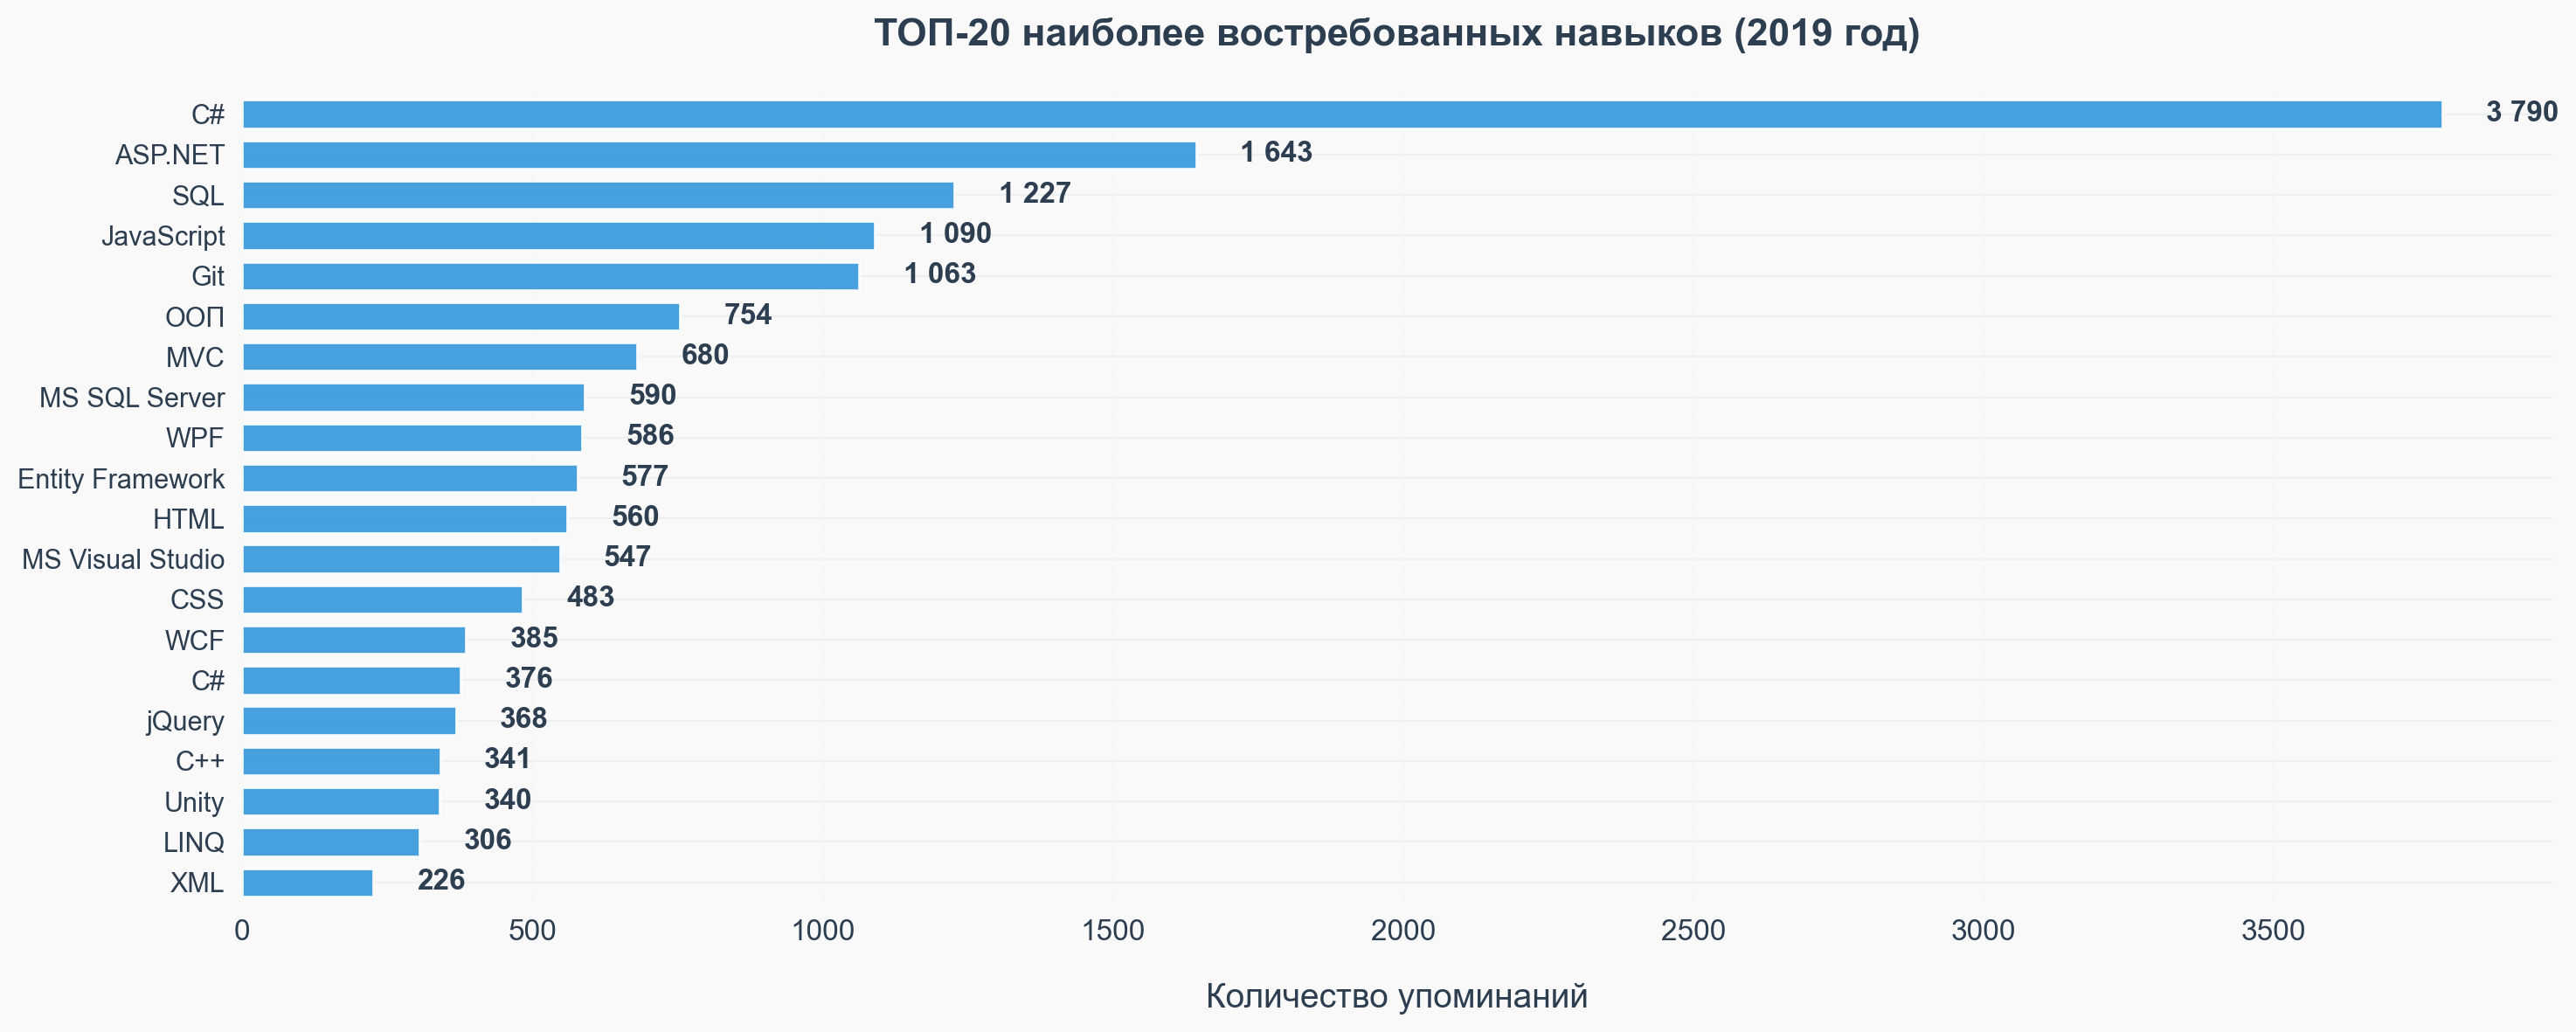 ТОП-20 наиболее востребованных навыков (2019 год)
C# 3 790
ASP.NET 1 643
SQL 1 227
JavaScript 1 090
Git 1 063
ООП 754
MVC 680
MS SQL Server 590
WPF 586
Entity Framework 577
HTML 560
MS Visual Studio 547
CSS 483
WCF 385
C# 376
jQuery 368
C++ 341
Unity 340
LINQ 306
XML 226
0 500 1000 1500 2000 2500 3000 3500
Количество упоминаний